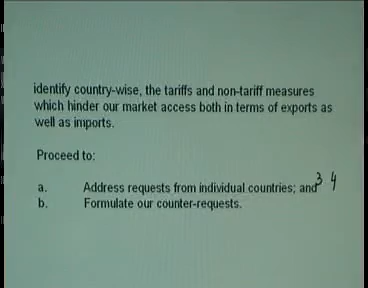 identify country-wise, the tariffs and non-tariff measures
which hinder our market access both in terms of exports as
well as imports.
Proceed to:
a. Address requests from individual countries; and 3 4
b. Formulate our counter-requests.